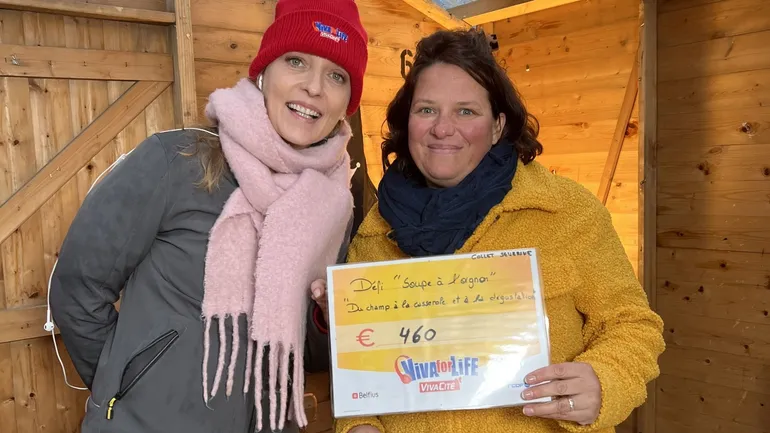 VIVA for LIFE
VIVACITÉ
COLLET SÉVERINE
Défi "Soupe à l'oignon"
"Du champ à la casserole et à la dégustation"
€ 460
VIVA for LIFE
VIVACITÉ
Belfius